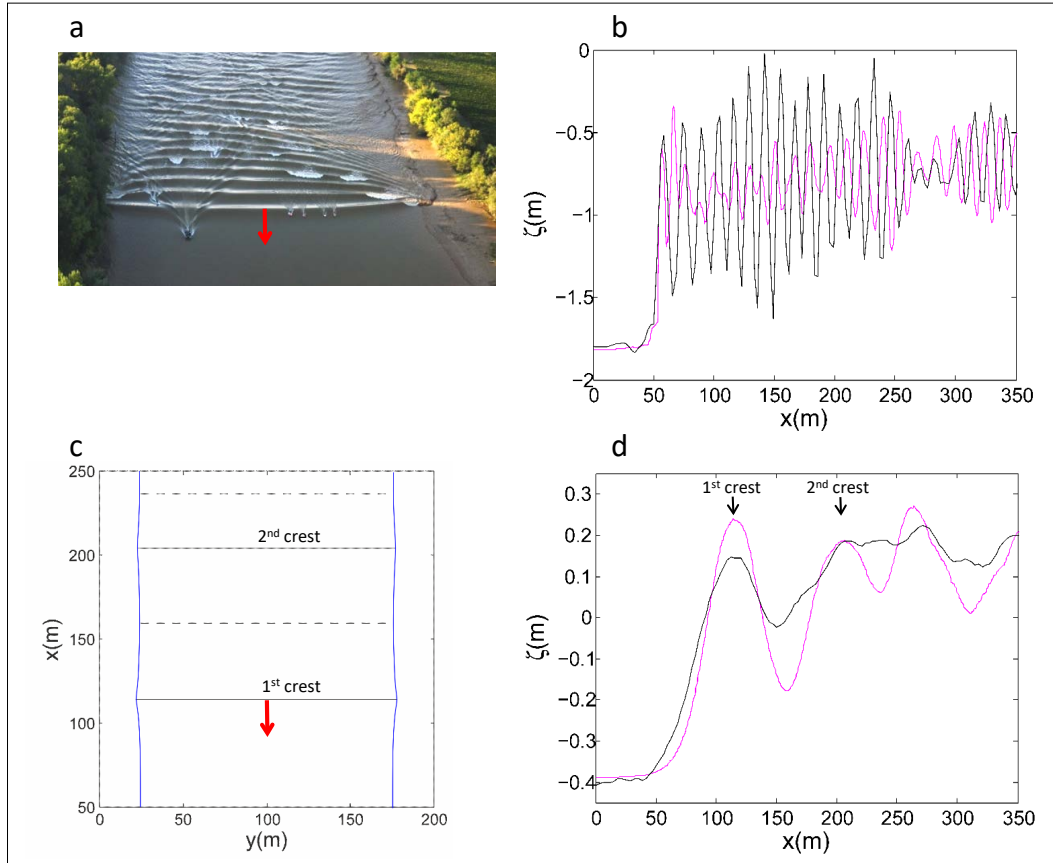 a
b
0
−0.5
−1
−1.5
−2
ζ(m)
0 50 100 150 200 250 300 350
x(m)
c
250
200
150
100
50
x(m)
2nd crest
1st crest
0 50 100 150 200
y(m)
d
1st crest 2nd crest
0.3
0.2
0.1
0
−0.1
−0.2
−0.3
−0.4
ζ(m)
0 50 100 150 200 250 300 350
x(m)